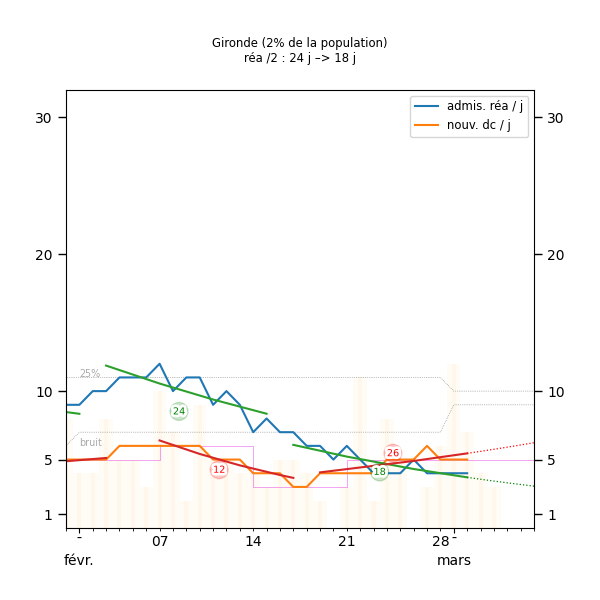 Gironde (2% de la population)
réa /2 : 24 j –> 18 j
admis. réa / j
nouv. dc / j
30
30
20
20
25%
10
10
24
bruit
26
5
5
12
18
1
1
07
14
21
28
févr.
mars